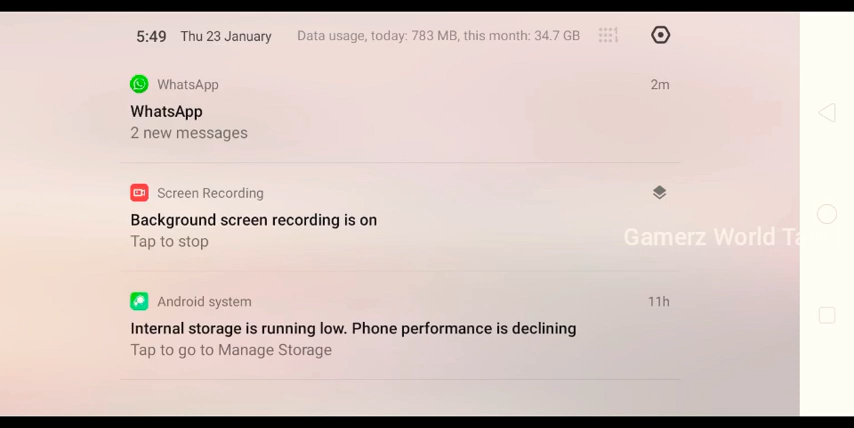 5:49 Thu 23 January Data usage, today: 783 MB, this month: 34.7 GB
WhatsApp 2m
WhatsApp
2 new messages
Screen Recording
Background screen recording is on
Tap to stop
Gamerz World
Android system 11h
Internal storage is running low. Phone performance is declining
Tap to go to Manage Storage